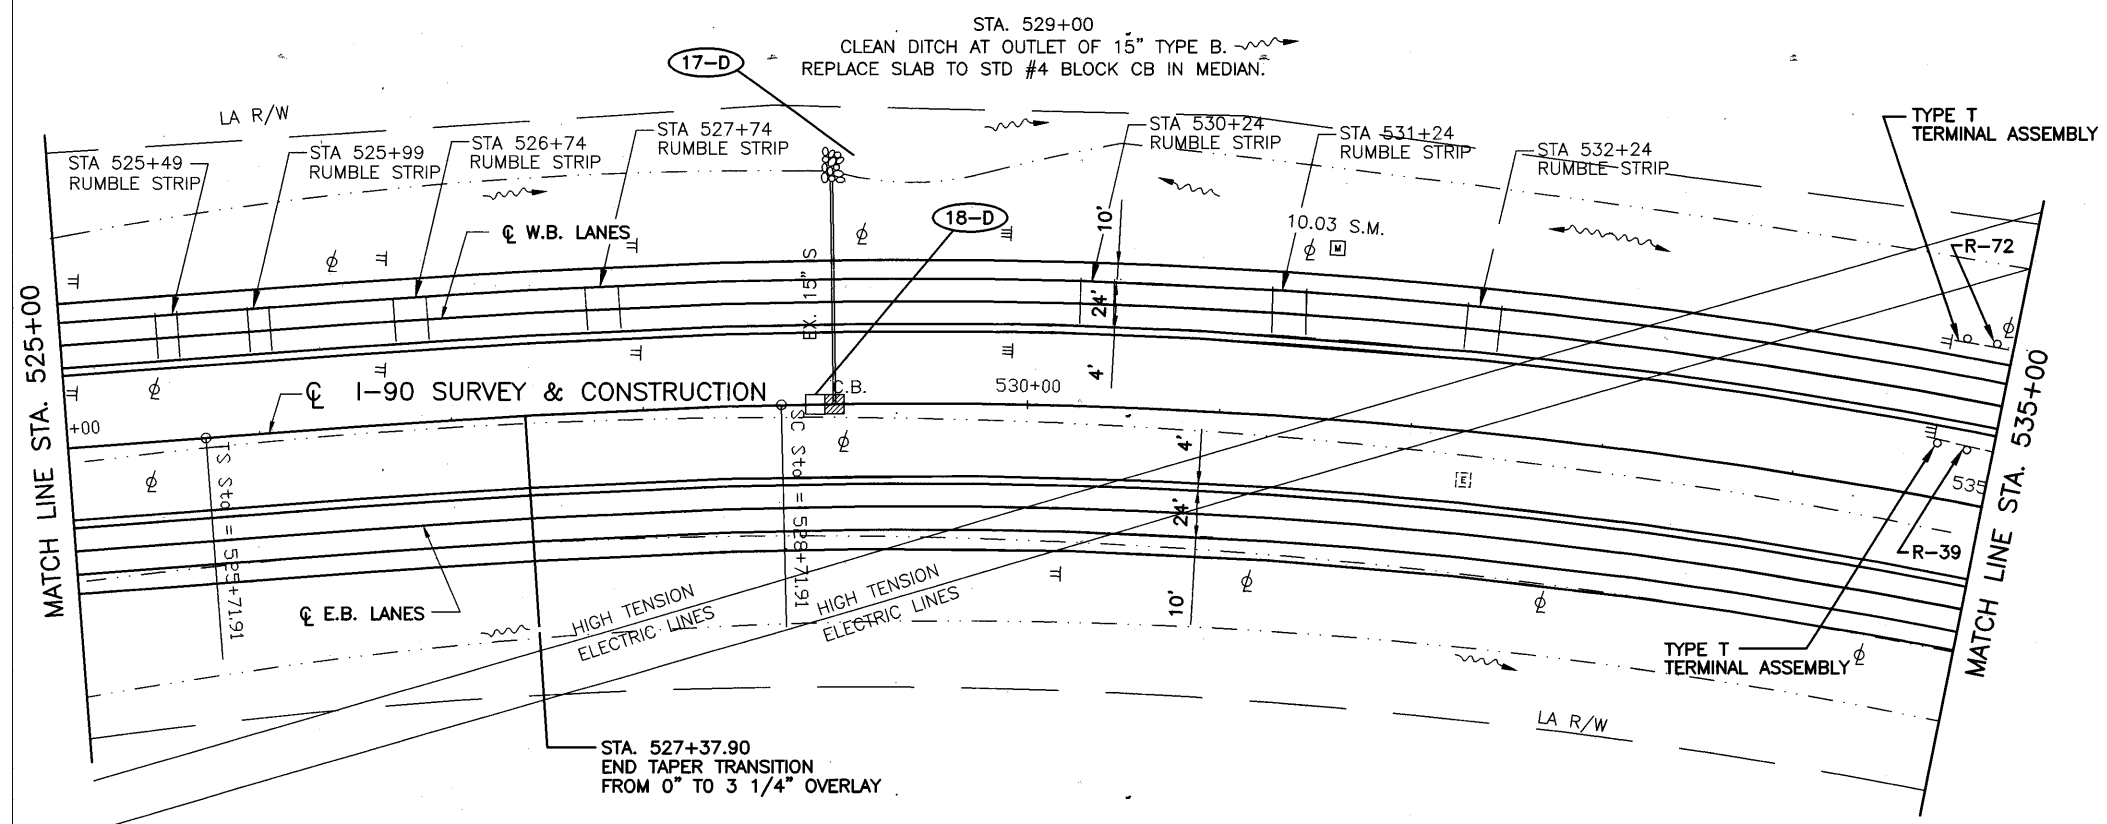 STA. 529+00
CLEAN DITCH AT OUTLET OF 15" TYPE B.
REPLACE SLAB TO STD #4 BLOCK CB IN MEDIAN.
17-D
LA R/W
STA 525+49
RUMBLE STRIP
STA 525+99
RUMBLE STRIP
STA 526+74
RUMBLE STRIP
STA 527+74
RUMBLE STRIP
STA 530+24
RUMBLE STRIP
STA 531+24
RUMBLE STRIP
STA 532+24
RUMBLE STRIP
TYPE T
TERMINAL ASSEMBLY
18-D
℄ W.B. LANES
10'
10.03 S.M.
M
R-72
EX. 15" S
24'
4'
MATCH LINE STA. 525+00
℄ I-90 SURVEY & CONSTRUCTION
C.B.
530+00
+00
TS Sta = 525+71.91
SC Sta = 528+71.91
4'
24'
10'
E
535
MATCH LINE STA. 535+00
R-39
℄ E.B. LANES
HIGH TENSION
ELECTRIC LINES
HIGH TENSION
ELECTRIC LINES
TYPE T
TERMINAL ASSEMBLY
LA R/W
STA. 527+37.90
END TAPER TRANSITION
FROM 0" TO 3 1/4" OVERLAY